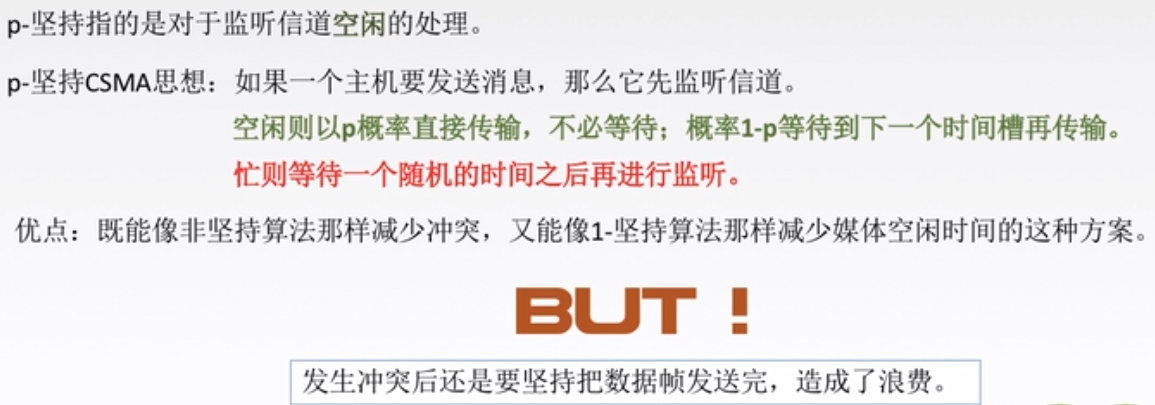 p-坚持指的是对于监听信道空闲的处理。
p-坚持CSMA思想：如果一个主机要发送消息，那么它先监听信道。
空闲则以p概率直接传输，不必等待；概率1-p等待到下一个时间槽再传输。
忙则等待一个随机的时间之后再进行监听。
优点：既能像非坚持算法那样减少冲突，又能像1-坚持算法那样减少媒体空闲时间的这种方案。
BUT！
发生冲突后还是要坚持把数据帧发送完，造成了浪费。